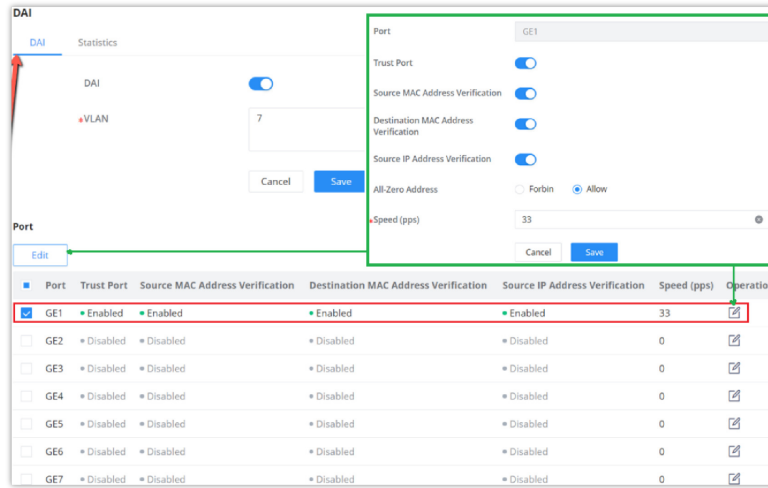 DAI
DAI Statistics
DAI
*VLAN 7
Cancel Save
Port GE1
Trust Port
Source MAC Address Verification
Destination MAC Address
Verification
Source IP Address Verification
All-Zero Address Forbin Allow
*Speed (pps) 33
Cancel Save
Port
Edit
Port Trust Port Source MAC Address Verification Destination MAC Address Verification Source IP Address Verification Speed (pps) Operatio
GE1 Enabled Enabled Enabled Enabled 33
GE2 Disabled Disabled Disabled Disabled 0
GE3 Disabled Disabled Disabled Disabled 0
GE4 Disabled Disabled Disabled Disabled 0
GE5 Disabled Disabled Disabled Disabled 0
GE6 Disabled Disabled Disabled Disabled 0
GE7 Disabled Disabled Disabled Disabled 0